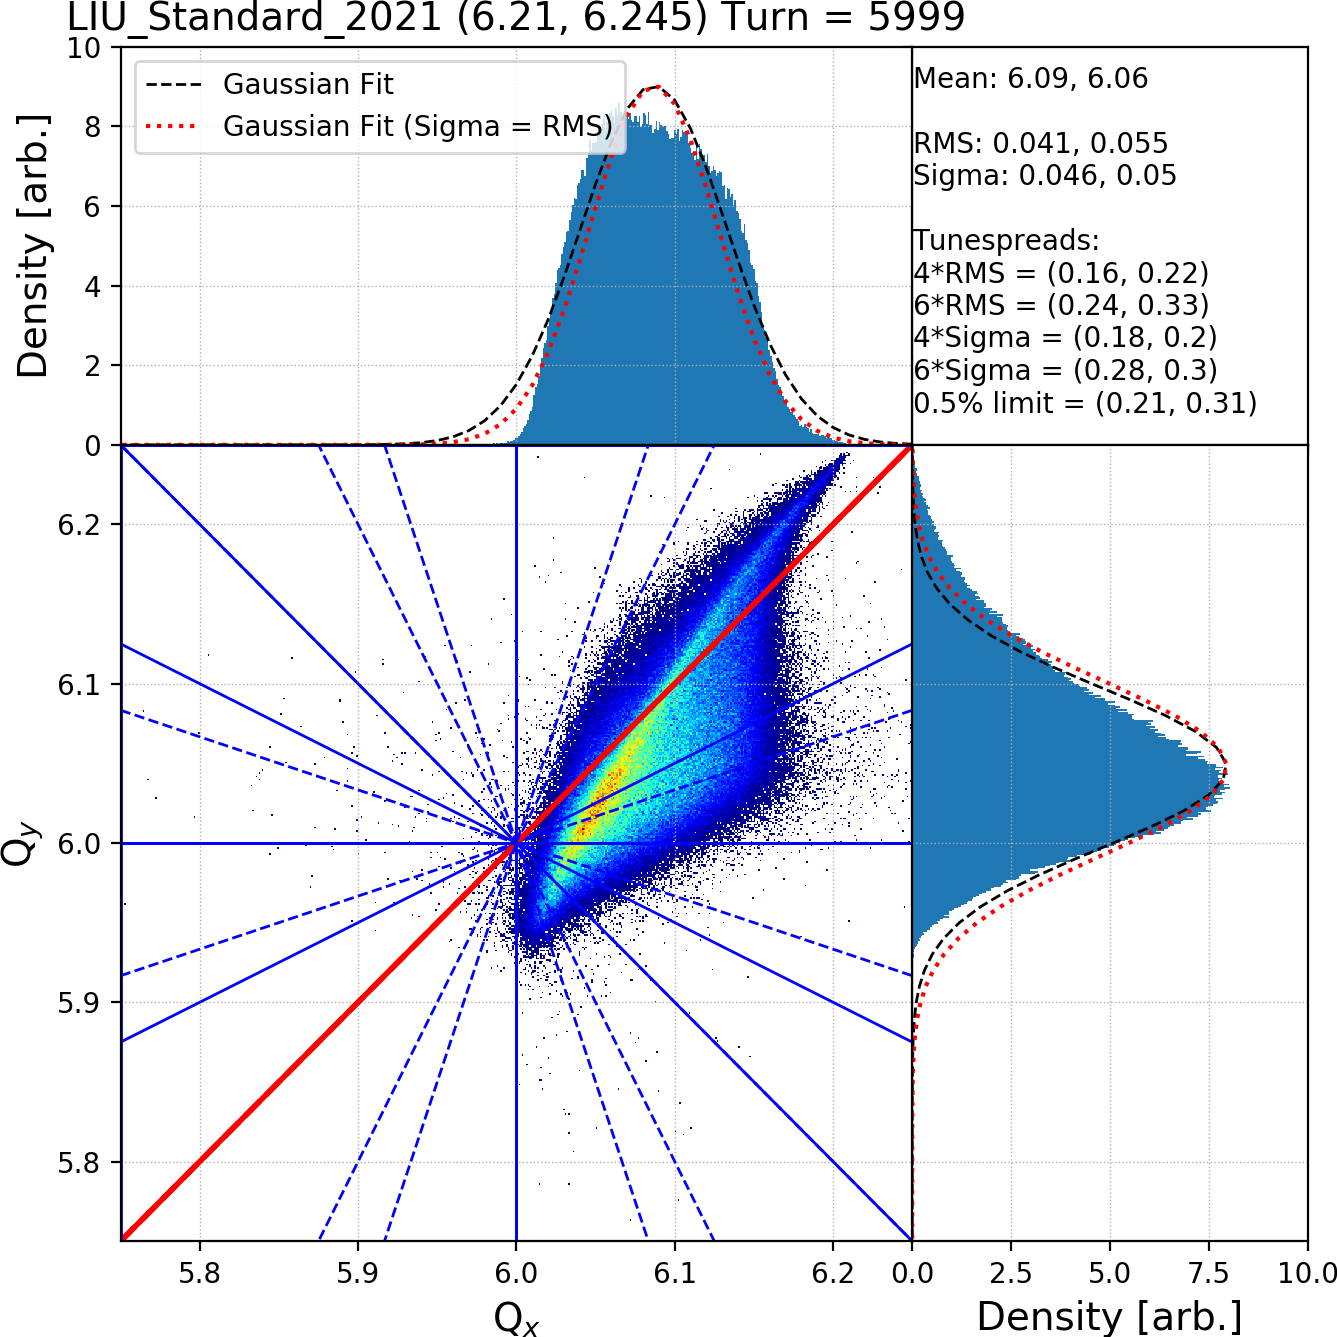 LIU_Standard_2021 (6.21, 6.245) Turn = 5999
10
8
6
4
2
0
Density [arb.]
Gaussian Fit
Gaussian Fit (Sigma = RMS)
Mean: 6.09, 6.06
RMS: 0.041, 0.055
Sigma: 0.046, 0.05
Tunespreads:
4*RMS = (0.16, 0.22)
6*RMS = (0.24, 0.33)
4*Sigma = (0.18, 0.2)
6*Sigma = (0.28, 0.3)
0.5% limit = (0.21, 0.31)
6.2
6.1
6.0
5.9
5.8
Qy
5.8 5.9 6.0 6.1 6.2
Qx
0.0 2.5 5.0 7.5 10.0
Density [arb.]